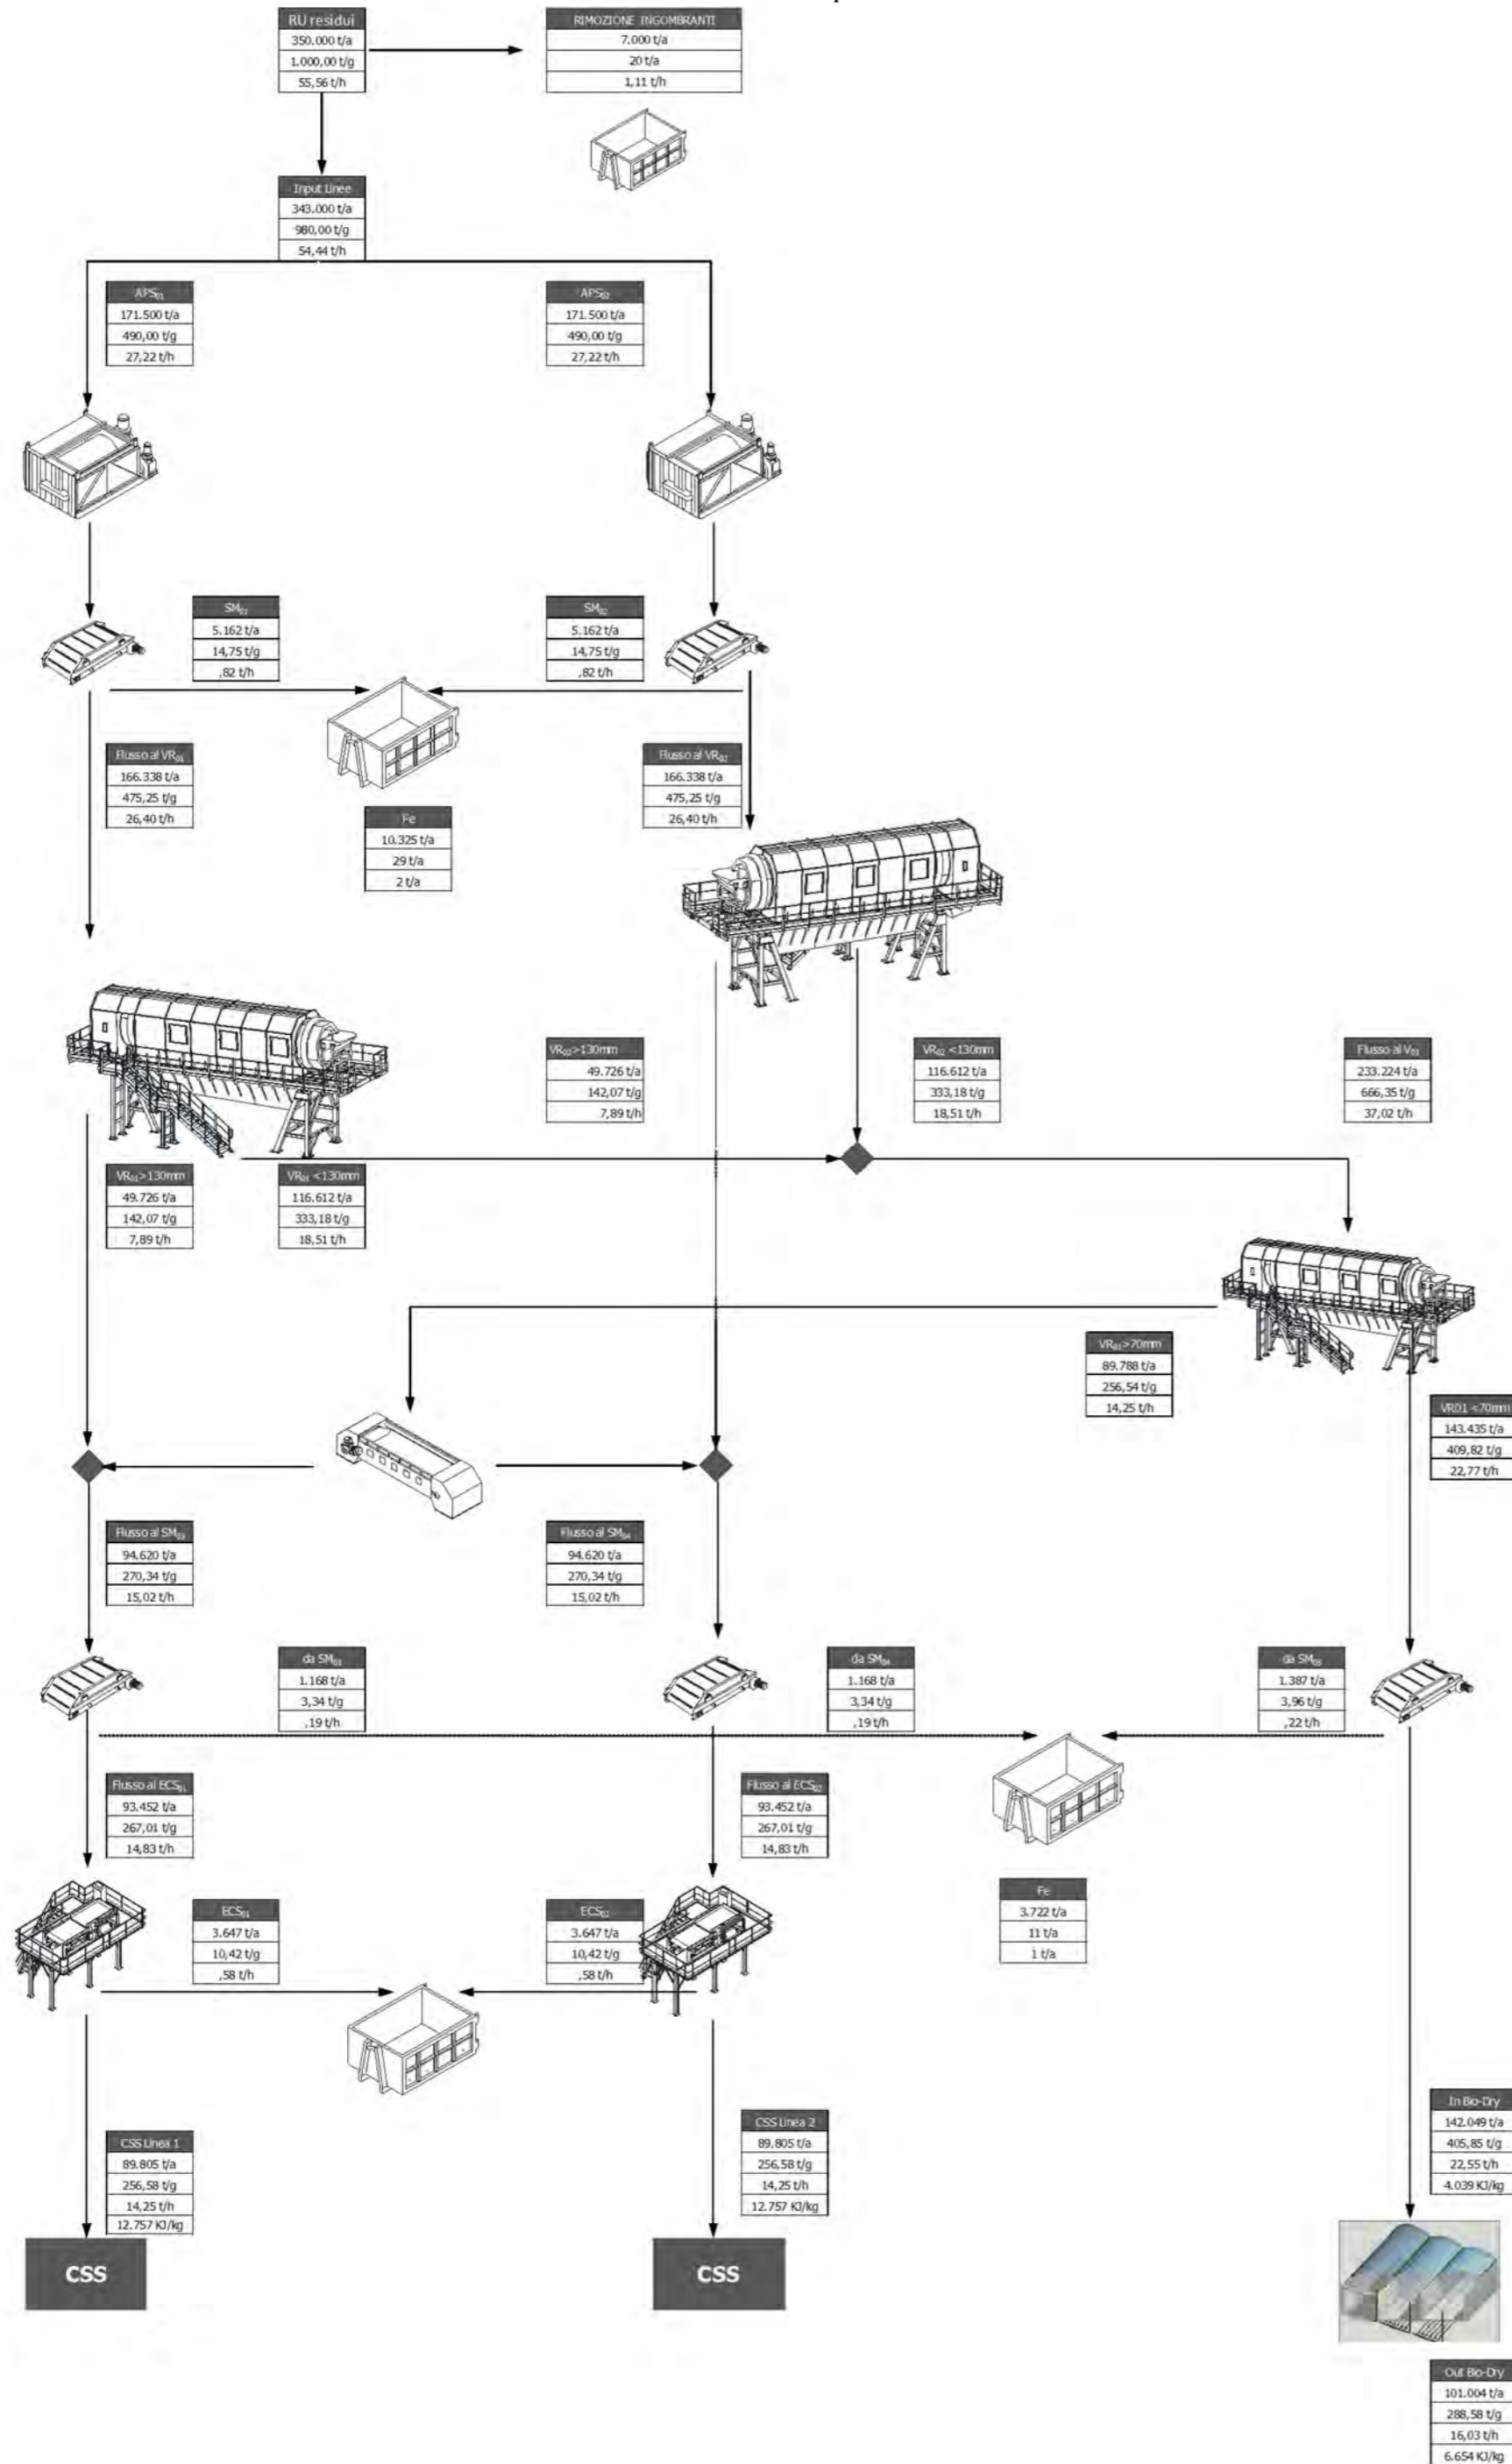 RU residui
350.000 t/a
1.000,00 t/g
55,56 t/h
RIMOZIONE INGOMBRANTI
7.000 t/a
20 t/a
1,11 t/h
Input Linee
343.000 t/a
980,00 t/g
54,44 t/h
APS01
171.500 t/a
490,00 t/g
27,22 t/h
APS02
171.500 t/a
490,00 t/g
27,22 t/h
SM01
5.162 t/a
14,75 t/g
,82 t/h
SM02
5.162 t/a
14,75 t/g
,82 t/h
Flusso al VR01
166.338 t/a
475,25 t/g
26,40 t/h
Flusso al VR02
166.338 t/a
475,25 t/g
26,40 t/h
Fe
10.325 t/a
29 t/a
2 t/a
VR02>130mm
49.726 t/a
142,07 t/g
7,89 t/h
VR02 <130mm
116.612 t/a
333,18 t/g
18,51 t/h
Flusso al V03
233.224 t/a
666,35 t/g
37,02 t/h
VR01>130mm
49.726 t/a
142,07 t/g
7,89 t/h
VR01 <130mm
116.612 t/a
333,18 t/g
18,51 t/h
VR01>70mm
89.788 t/a
256,54 t/g
14,25 t/h
VR01 <70mm
143.435 t/a
409,82 t/g
22,77 t/h
Flusso al SM03
94.620 t/a
270,34 t/g
15,02 t/h
Flusso al SM04
94.620 t/a
270,34 t/g
15,02 t/h
da SM03
1.168 t/a
3,34 t/g
,19 t/h
da SM04
1.168 t/a
3,34 t/g
,19 t/h
da SM05
1.387 t/a
3,96 t/g
,22 t/h
Flusso al ECS01
93.452 t/a
267,01 t/g
14,83 t/h
Flusso al ECS02
93.452 t/a
267,01 t/g
14,83 t/h
Fe
3.722 t/a
11 t/a
1 t/a
ECS01
3.647 t/a
10,42 t/g
,58 t/h
ECS02
3.647 t/a
10,42 t/g
,58 t/h
CSS Linea 1
89.805 t/a
256,58 t/g
14,25 t/h
12.757 KJ/kg
CSS Linea 2
89.805 t/a
256,58 t/g
14,25 t/h
12.757 KJ/kg
In Bio-Dry
142.049 t/a
405,85 t/g
22,55 t/h
4.039 KJ/kg
CSS
CSS
Out Bio-Dry
101.004 t/a
288,58 t/g
16,03 t/h
6.654 KJ/kg